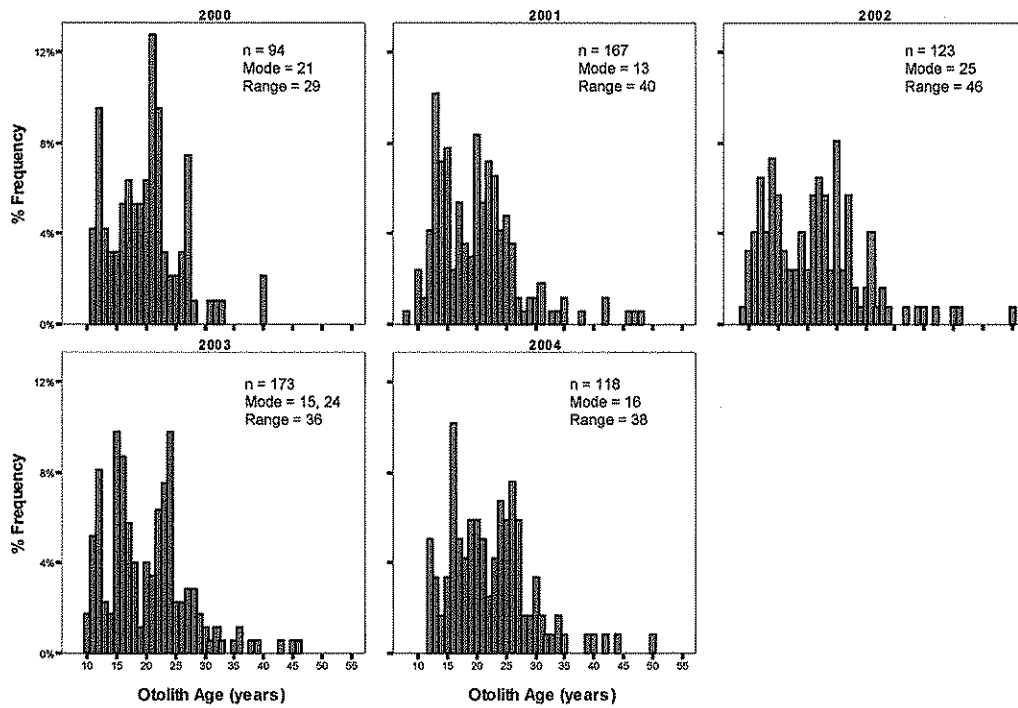 2000
12%
8%
4%
0%
% Frequency
n = 94
Mode = 21
Range = 29
2001
n = 167
Mode = 13
Range = 40
2002
n = 123
Mode = 25
Range = 46
2003
12%
8%
4%
0%
% Frequency
n = 173
Mode = 15, 24
Range = 36
10 15 20 25 30 35 40 45 50 55
Otolith Age (years)
2004
n = 118
Mode = 16
Range = 38
10 15 20 25 30 35 40 45 50 55
Otolith Age (years)